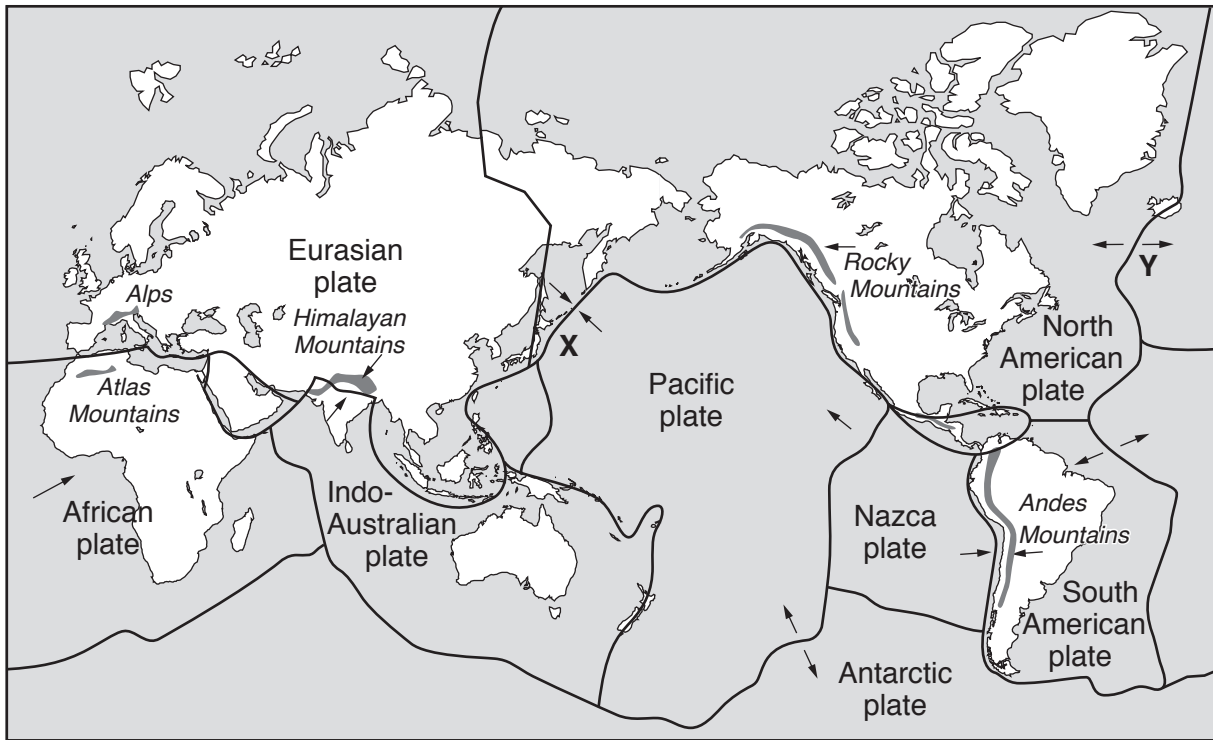 Eurasian
plate
Alps
Himalayan
Mountains
Atlas
Mountains
African
plate
Indo-
Australian
plate
X
Pacific
plate
Rocky
Mountains
Y
North
American
plate
Nazca
plate
Andes
Mountains
South
American
plate
Antarctic
plate